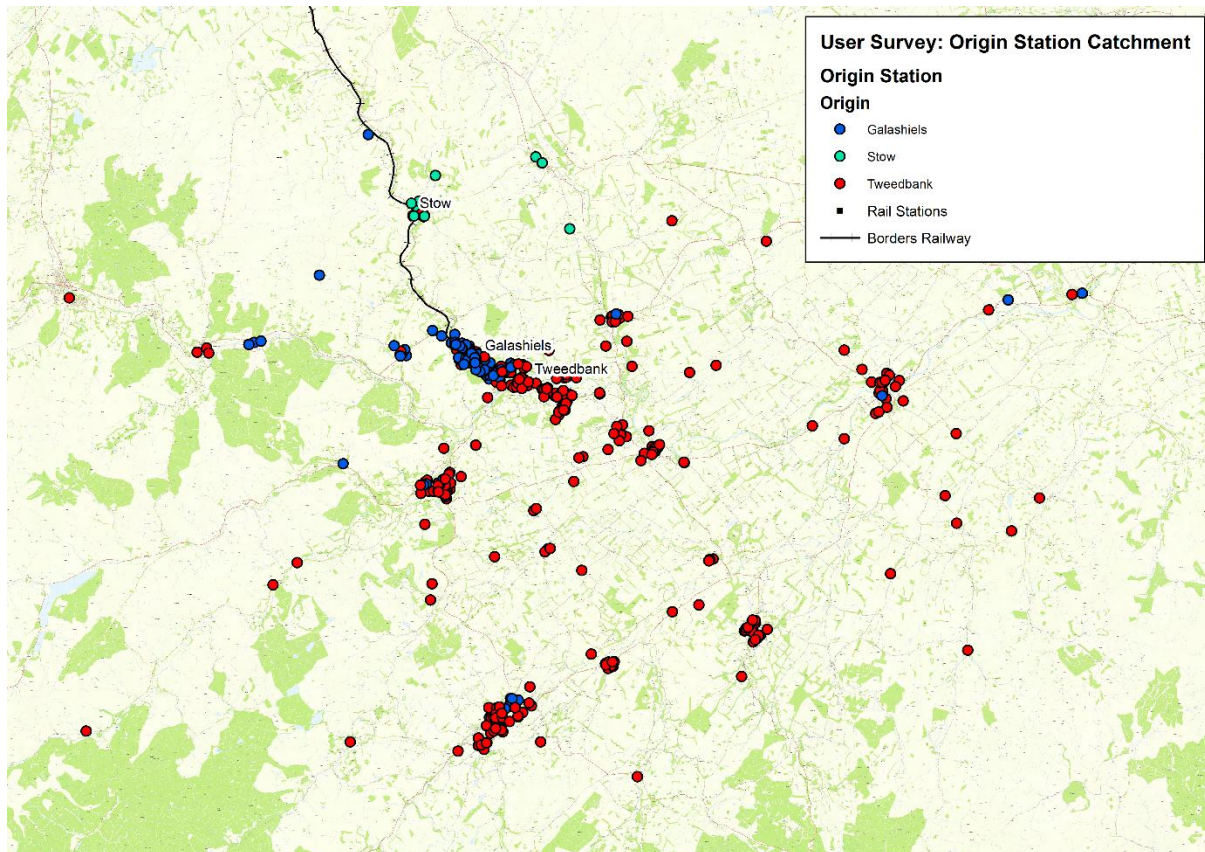 User Survey: Origin Station Catchment
Origin Station
Origin
Galashiels
Stow
Tweedbank
Rail Stations
Borders Railway
Stow
Galashiels
Tweedbank